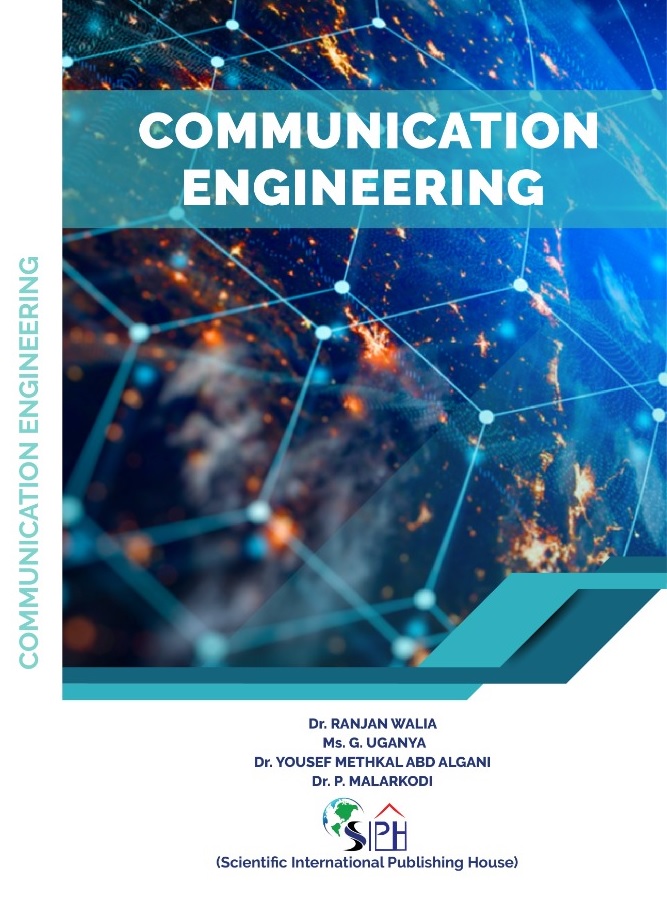 COMMUNICATION
ENGINEERING
COMMUNICATION ENGINEERING
Dr. RANJAN WALIA
Ms. G. UGANYA
Dr. YOUSEF METHKAL ABD ALGANI
Dr. P. MALARKODI
SIPH
(Scientific International Publishing House)